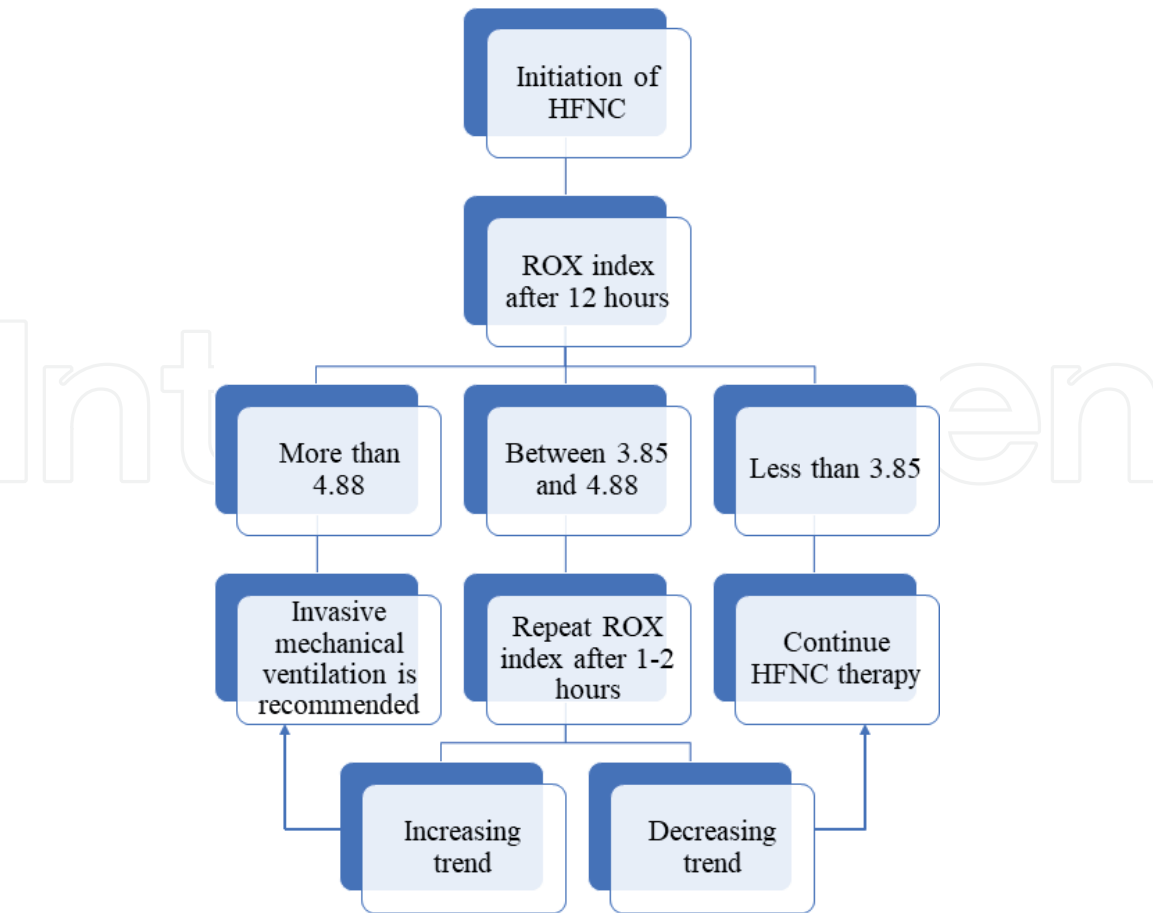 Initiation of
HFNC
ROX index
after 12 hours
More than
4.88
Between 3.85
and 4.88
Less than 3.85
Invasive
mechanical
ventilation is
recommended
Repeat ROX
index after 1-2
hours
Continue
HFNC therapy
Increasing
trend
Decreasing
trend
Int
en